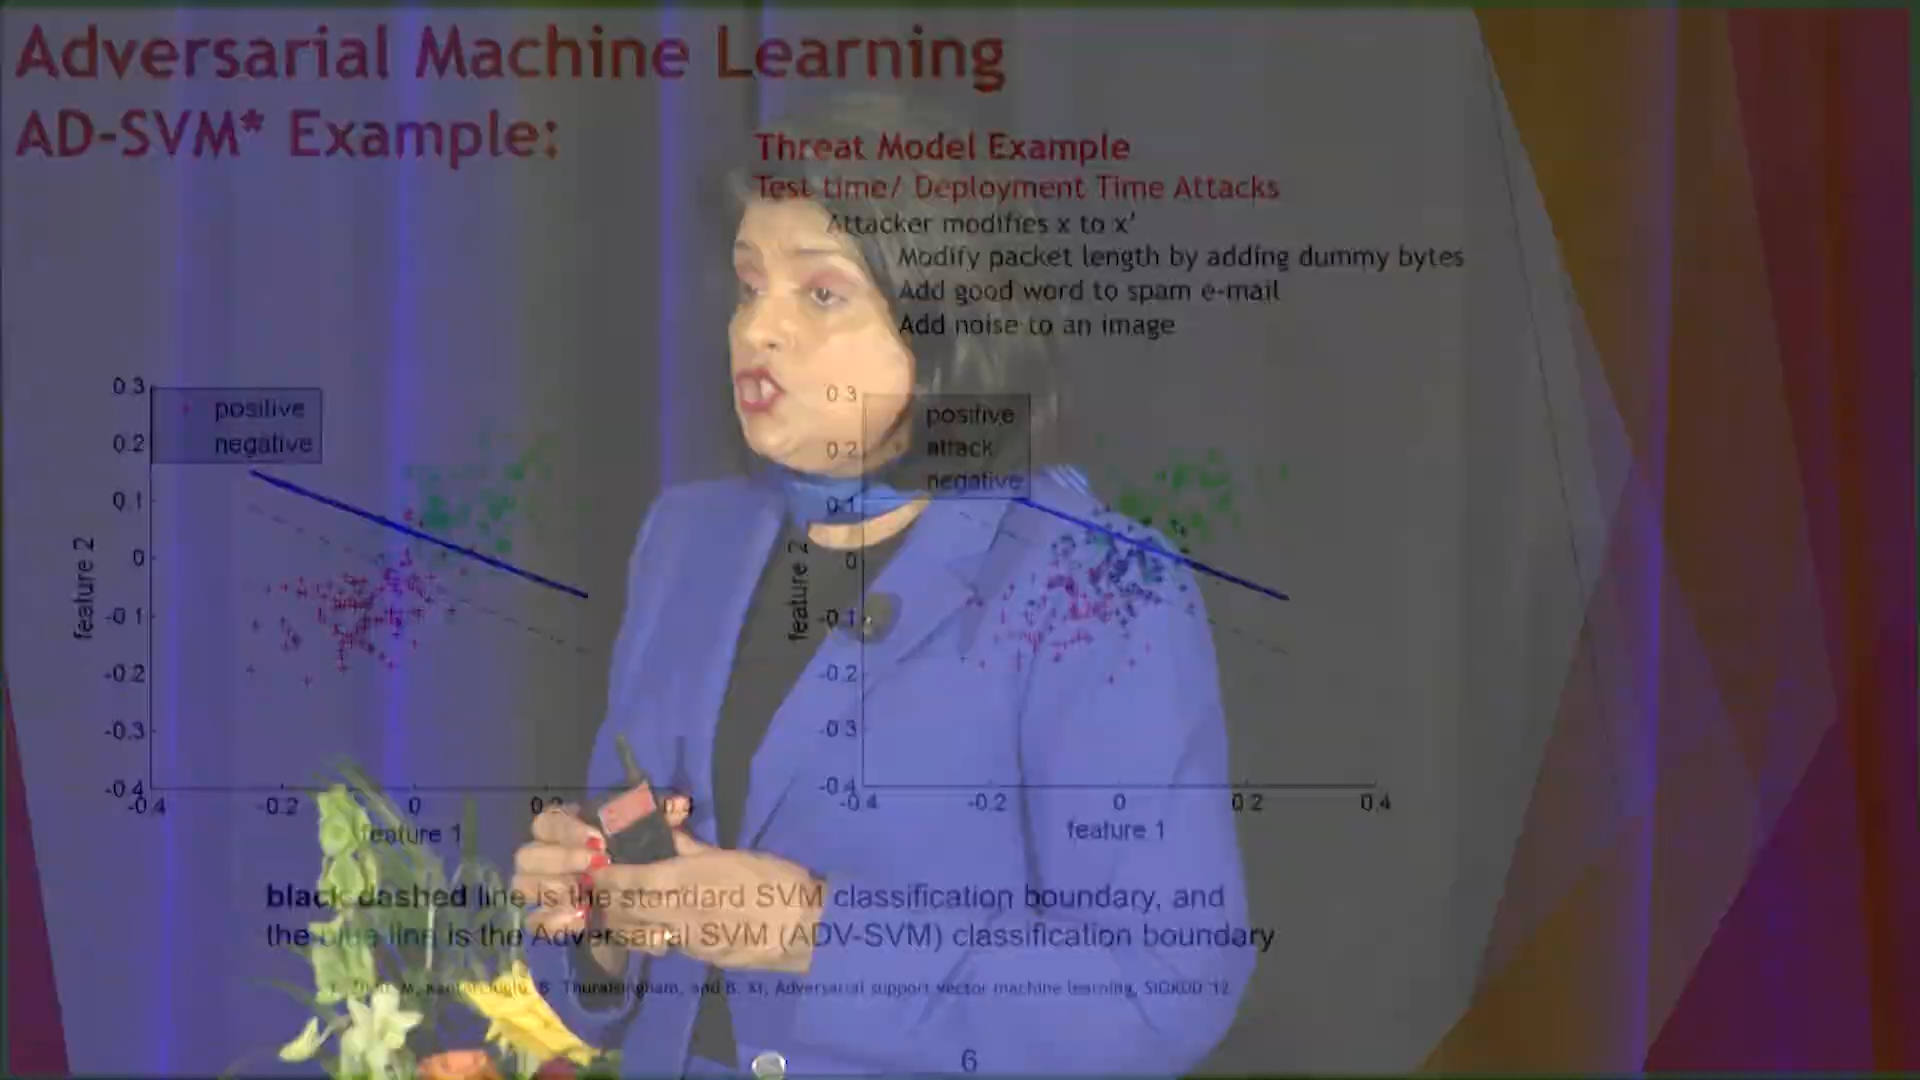 Adversarial Machine Learning
AD-SVM* Example:
Threat Model Example
Test time/ Deployment Time Attacks
Attacker modifies x to x'
Modify packet length by adding dummy bytes
Add good word to spam e-mail
Add noise to an image
0.3
0.2
0.1
0
-0.1
-0.2
-0.3
-0.4
positive
negative
feature 2
-0.4 -0.2 0 0.2 0.4
feature 1
0.3
0.2
0.1
0
-0.1
-0.2
-0.3
-0.4
positive
attack
negative
feature 2
-0.4 -0.2 0 0.2 0.4
feature 1
black dashed line is the standard SVM classification boundary, and
the blue line is the Adversarial SVM (ADV-SVM) classification boundary
M. Kantarcioglu, B. Thuraisingham, and B. Xi, Adversarial support vector machine learning, SIGKDD '12
6